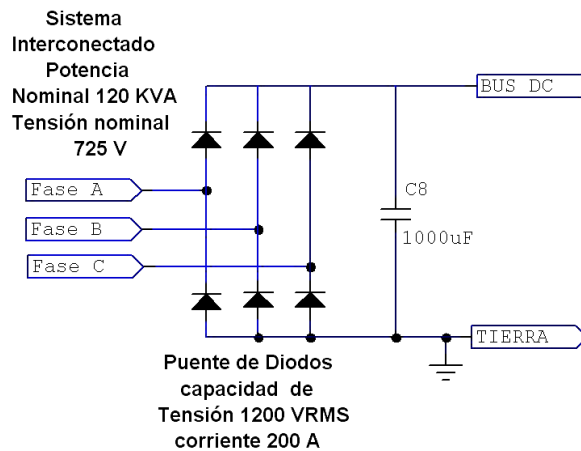 Sistema
Interconectado
Potencia
Nominal 120 KVA
Tensión nominal
725 V
BUS DC
Fase A
Fase B
Fase C
C8
1000uF
TIERRA
Puente de Diodos
capacidad de
Tensión 1200 VRMS
corriente 200 A